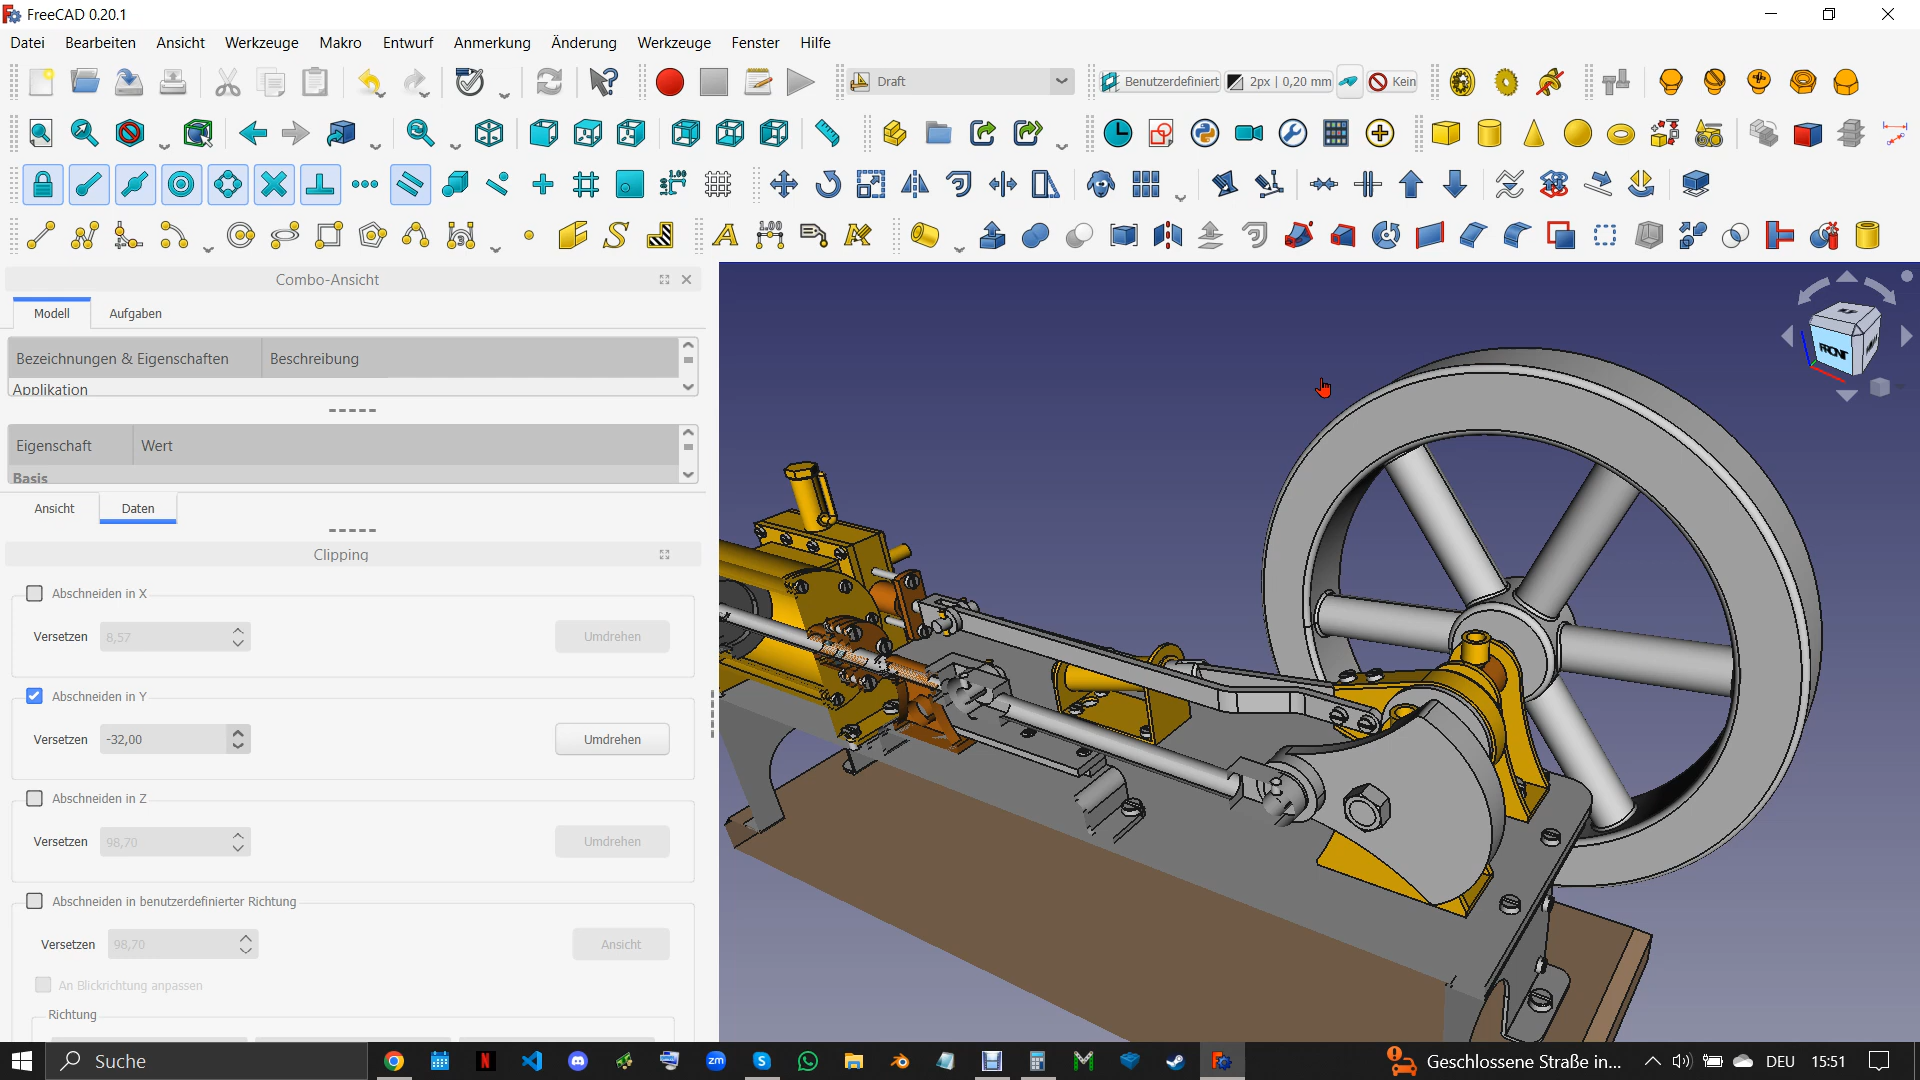 FreeCAD 0.20.1
Datei Bearbeiten Ansicht Werkzeuge Makro Entwurf Anmerkung Änderung Werkzeuge Fenster Hilfe
Draft Benutzerdefiniert 2px | 0,20 mm Kein
Combo-Ansicht
Modell Aufgaben
Bezeichnungen & Eigenschaften Beschreibung
Applikation
Eigenschaft Wert
Basis
Ansicht Daten
Clipping
Abschneiden in X
Versetzen 8,57 Umdrehen
Abschneiden in Y
Versetzen -32,00 Umdrehen
Abschneiden in Z
Versetzen 98,70 Umdrehen
Abschneiden in benutzerdefinierter Richtung
Versetzen 98,70 Ansicht
An Blickrichtung anpassen
Richtung
FRONT
Suche
Geschlossene Straße in... DEU 15:51